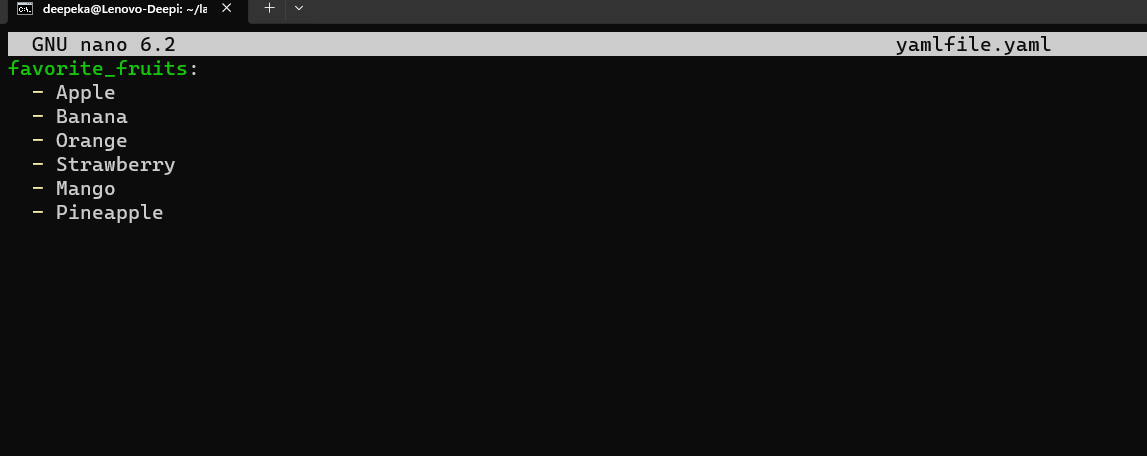 deepeka@Lenovo-Deepi: ~/la
GNU nano 6.2 yamlfile.yaml
favorite_fruits:
- Apple
- Banana
- Orange
- Strawberry
- Mango
- Pineapple